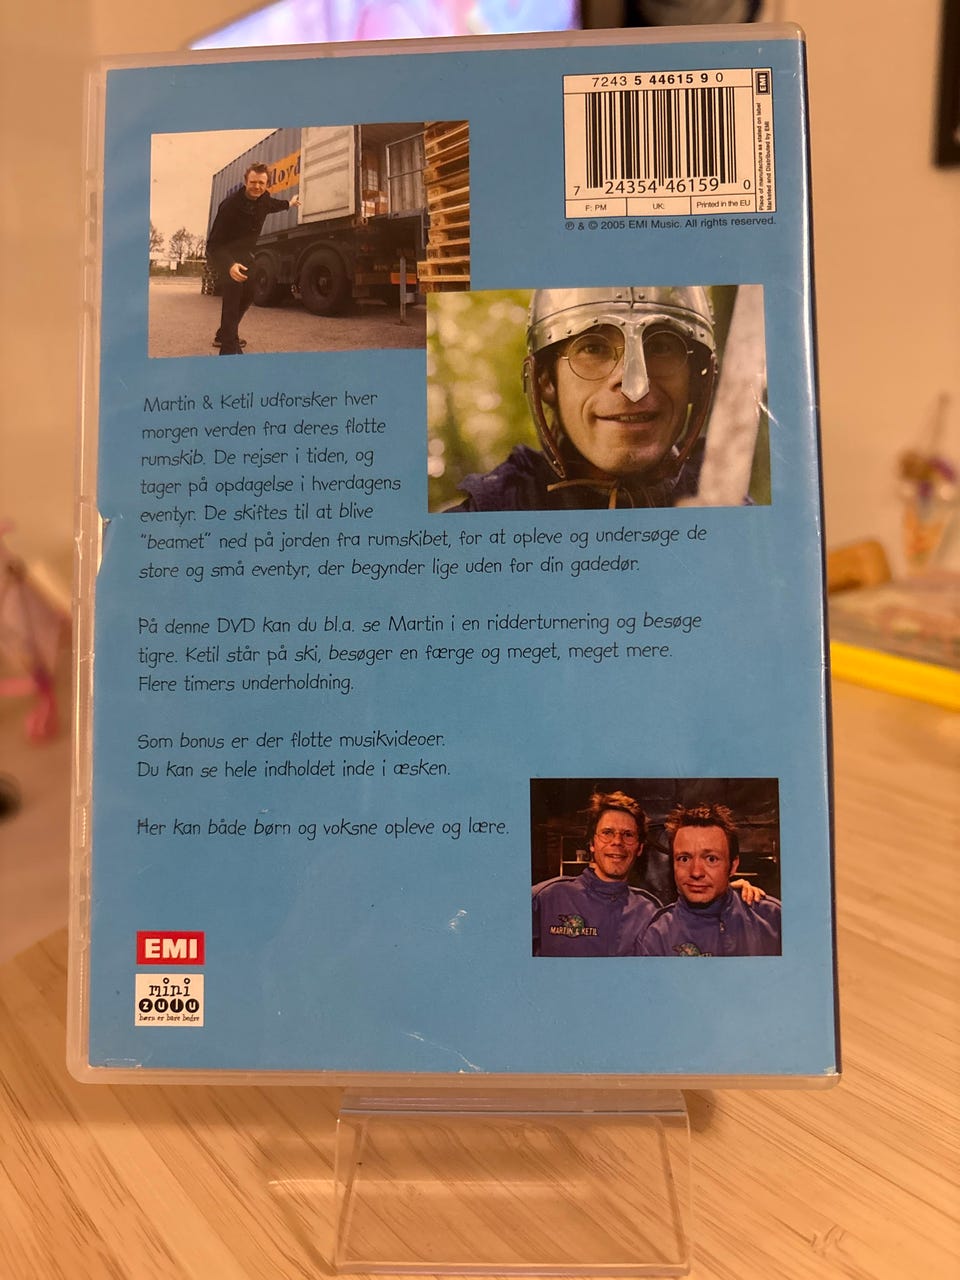 7243 5 44615 9 0
EMI
7 24354 46159 0
Place of manufacture as stated on label
Marketed and Distributed by EMI
F: PM
UK:
Printed in the EU
℗ & © 2005 EMI Music. All rights reserved.
Martin & Ketil udforsker hver
morgen verden fra deres flotte
rumskib. De rejser i tiden, og
tager på opdagelse i hverdagens
eventyr. De skiftes til at blive
"beamet" ned på jorden fra rumskibet, for at opleve og undersøge de
store og små eventyr, der begynder lige uden for din gadedør.
På denne DVD kan du bl.a. se Martin i en ridderturnering og besøge
tigre. Ketil står på ski, besøger en færge og meget, meget mere.
Flere timers underholdning.
Som bonus er der flotte musikvideoer.
Du kan se hele indholdet inde i æsken.
Her kan både børn og voksne opleve og lære.
MARTIN & KETIL
EMI
mini
zulu
børn er bare bedre